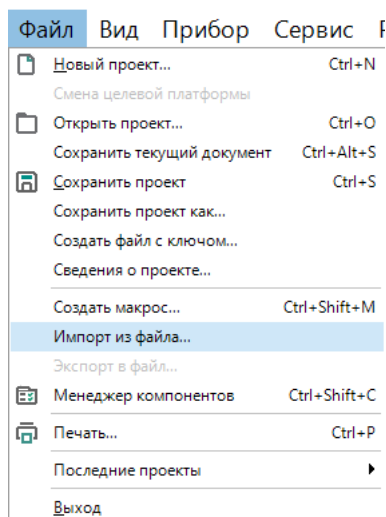 Файл Вид Прибор Сервис
Новый проект... Ctrl+N
Смена целевой платформы
Открыть проект... Ctrl+O
Сохранить текущий документ Ctrl+Alt+S
Сохранить проект Ctrl+S
Сохранить проект как...
Создать файл с ключом...
Сведения о проекте...
Создать макрос... Ctrl+Shift+M
Импорт из файла...
Экспорт в файл...
Менеджер компонентов Ctrl+Shift+C
Печать... Ctrl+P
Последние проекты
Выход